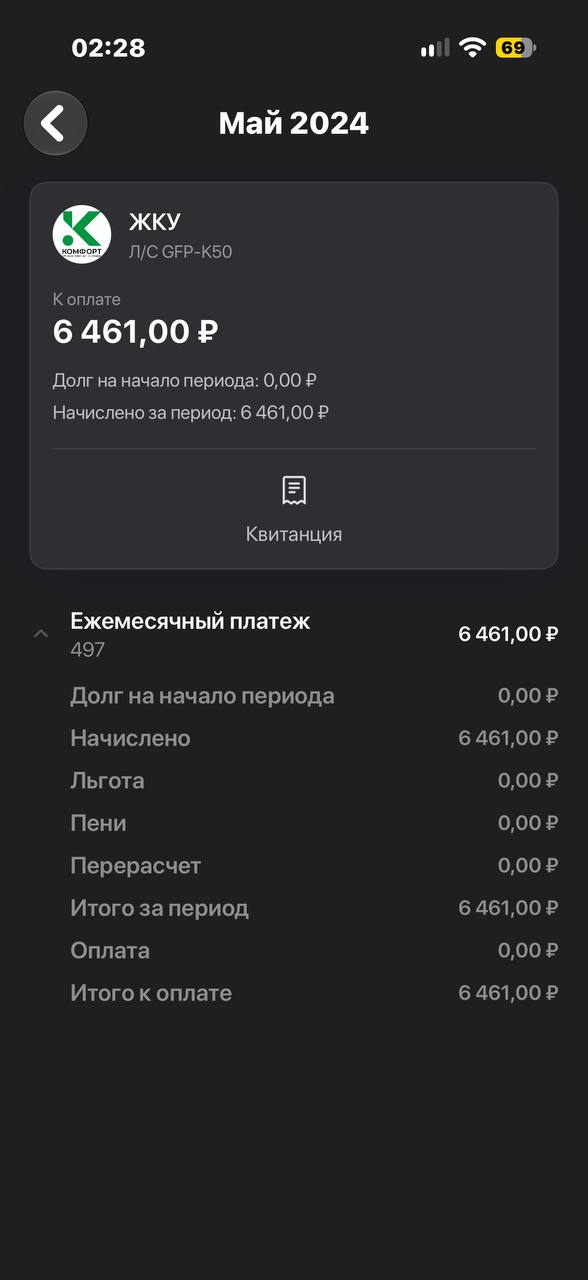 02:28
69
Май 2024
КОМФОРТ
ЖКУ
Л/С GFP-K50
К оплате
6 461,00 ₽
Долг на начало периода: 0,00 ₽
Начислено за период: 6 461,00 ₽
Квитанция
Ежемесячный платеж 6 461,00 ₽
497
Долг на начало периода 0,00 ₽
Начислено 6 461,00 ₽
Льгота 0,00 ₽
Пени 0,00 ₽
Перерасчет 0,00 ₽
Итого за период 6 461,00 ₽
Оплата 0,00 ₽
Итого к оплате 6 461,00 ₽